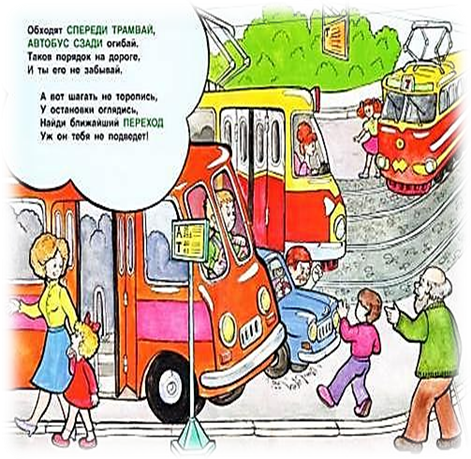 Обходят СПЕРЕДИ ТРАМВАЙ,
АВТОБУС СЗАДИ огибай.
Таков порядок на дороге,
И ты его не забывай.
А вот шагать не торопись,
У остановки оглядись,
Найди ближайший ПЕРЕХОД
Уж он тебя не подведет!
А
Т
7